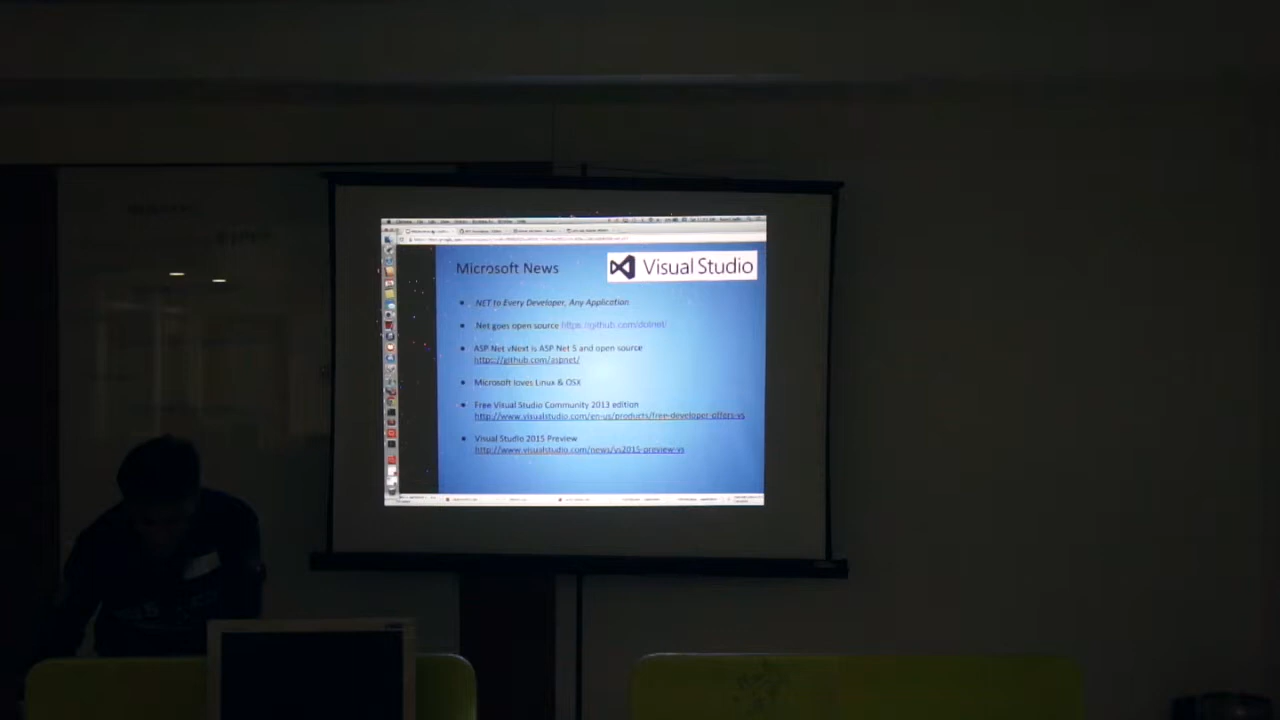 Microsoft News
Visual Studio
.NET to Every Developer, Any Application
.Net goes open source https://github.com/dotnet/
ASP Net vNext is ASP Net 5 and open source
https://github.com/aspnet/
Microsoft loves Linux & OSX
Free Visual Studio Community 2013 edition
http://www.visualstudio.com/en-us/products/free-developer-offers-vs
Visual Studio 2015 Preview
http://www.visualstudio.com/news/vs2015-preview-vs